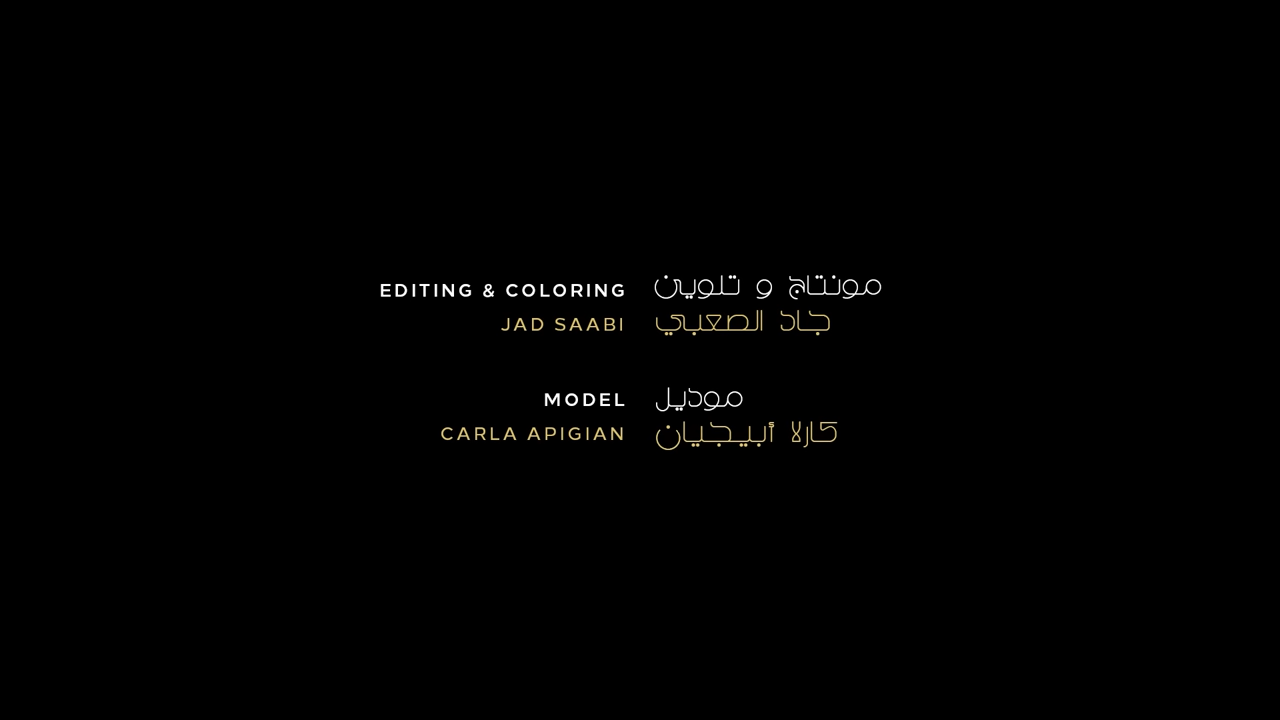 EDITING & COLORING مونتاج و تلوين
JAD SAABI جاد الصعبي
MODEL موديل
CARLA APIGIAN كارلا أبيجيان